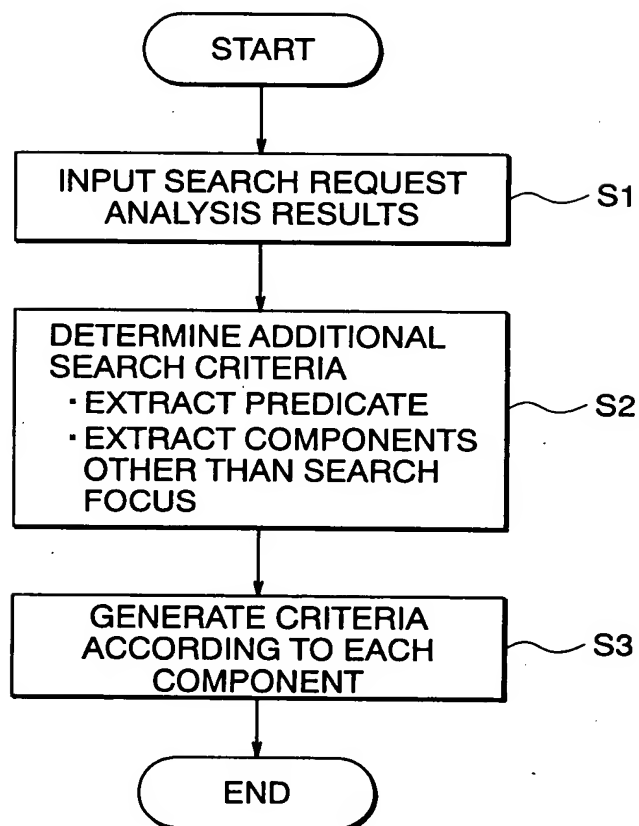 START
INPUT SEARCH REQUEST
ANALYSIS RESULTS
S1
DETERMINE ADDITIONAL
SEARCH CRITERIA
・EXTRACT PREDICATE
・EXTRACT COMPONENTS
OTHER THAN SEARCH
FOCUS
S2
GENERATE CRITERIA
ACCORDING TO EACH
COMPONENT
S3
END